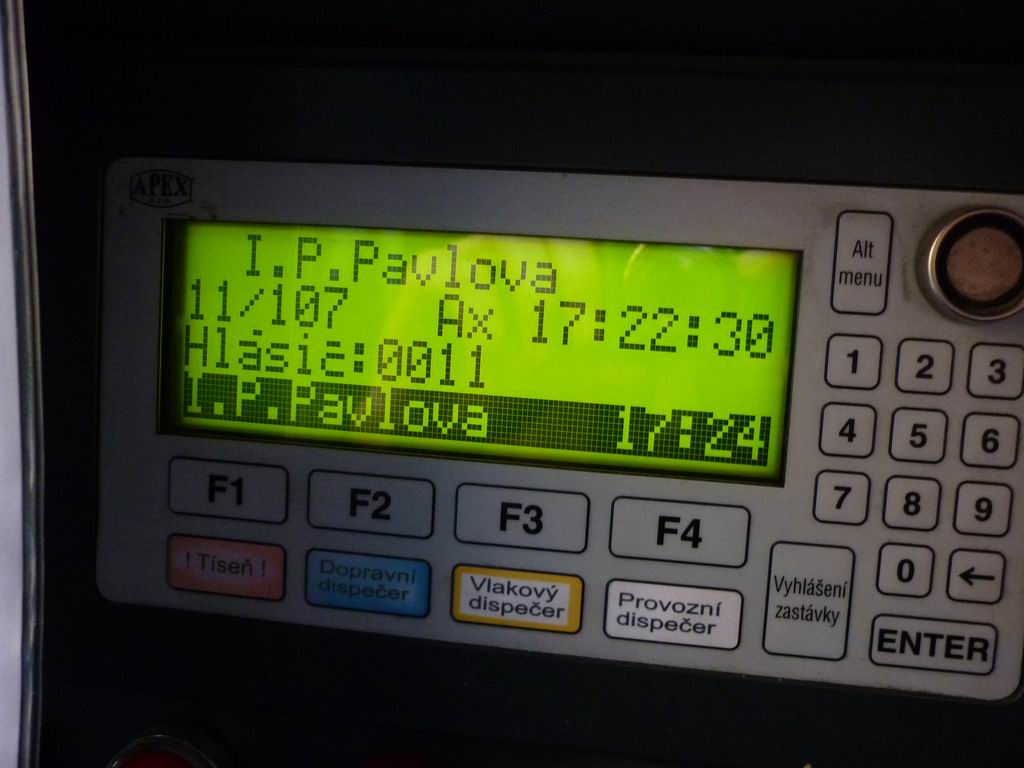 APEX
s.r.o.
I.P.Pavlova
11/107 Ax 17:22:30
Hlásič:0011
I.P.Pavlova 17:24
F1 F2 F3 F4
! Tíseň !
Dopravní
dispečer
Vlakový
dispečer
Provozní
dispečer
Vyhlášení
zastávky
Alt
menu
1 2 3
4 5 6
7 8 9
0 ←
ENTER